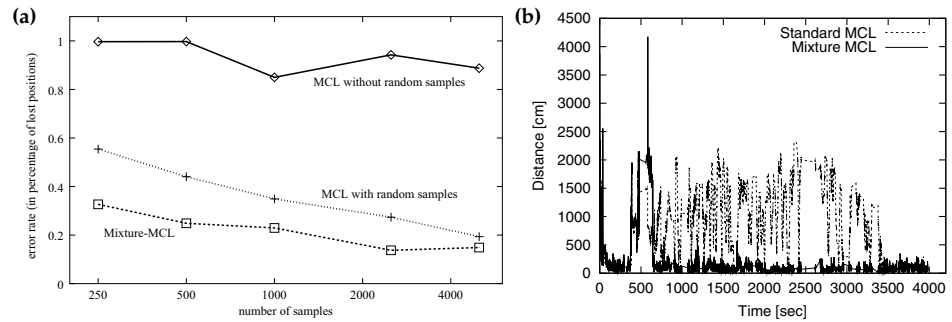 (a)
error rate (in percentage of lost positions)
1
0.8
0.6
0.4
0.2
0
MCL without random samples
MCL with random samples
Mixture-MCL
250
500
1000
2000
4000
number of samples
(b)
Distance [cm]
4500
4000
3500
3000
2500
2000
1500
1000
500
0
Standard MCL
Mixture MCL
0 500 1000 1500 2000 2500 3000 3500 4000
Time [sec]